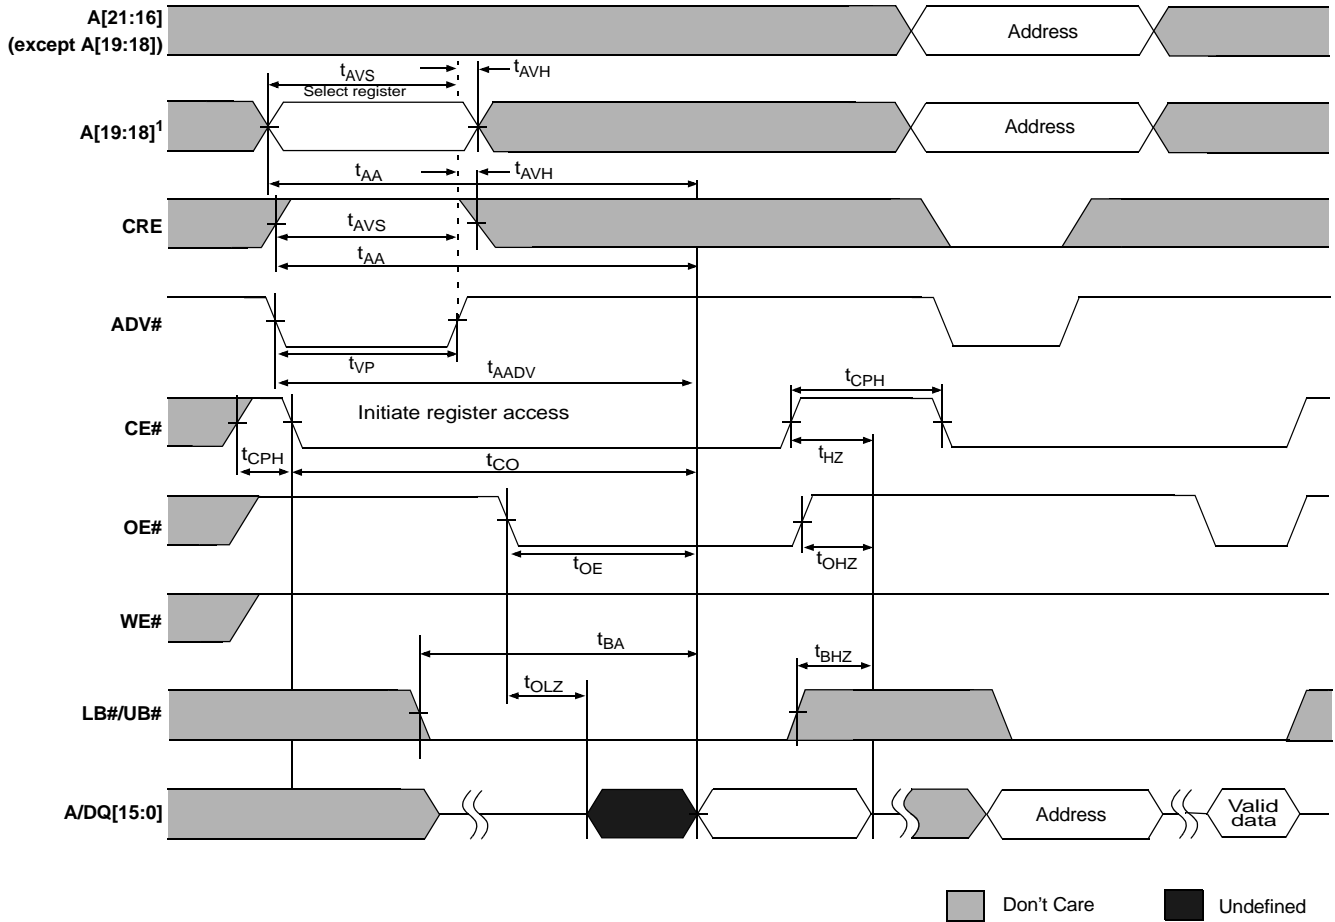 A[21:16]
(except A[19:18])
Address
tAVS
tAVH
Select register
A[19:18]1
Address
tAA
tAVH
CRE
tAVS
tAA
ADV#
tVP
tAADV
tCPH
CE#
Initiate register access
tCPH
tCO
tHZ
OE#
tOE
tOHZ
WE#
tBA
tBHZ
tOLZ
LB#/UB#
A/DQ[15:0]
Address
Valid
data
Don't Care
Undefined